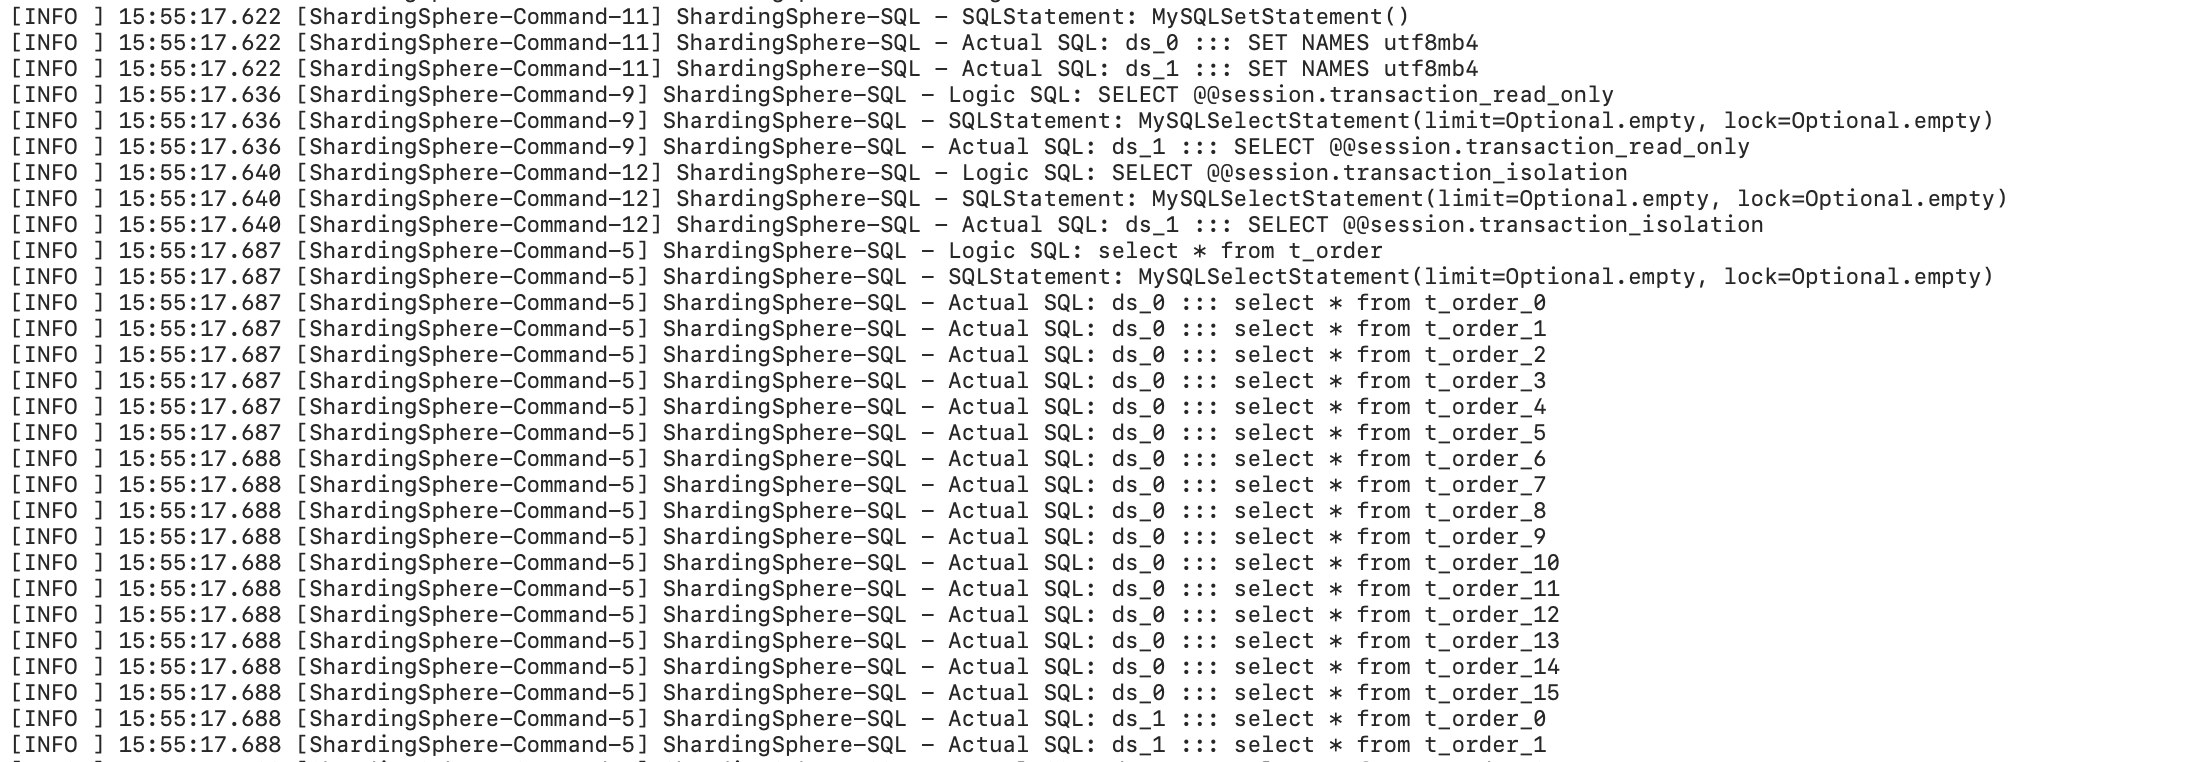 [INFO ] 15:55:17.622 [ShardingSphere-Command-11] ShardingSphere-SQL - SQLStatement: MySQLSetStatement()
[INFO ] 15:55:17.622 [ShardingSphere-Command-11] ShardingSphere-SQL - Actual SQL: ds_0 ::: SET NAMES utf8mb4
[INFO ] 15:55:17.622 [ShardingSphere-Command-11] ShardingSphere-SQL - Actual SQL: ds_1 ::: SET NAMES utf8mb4
[INFO ] 15:55:17.636 [ShardingSphere-Command-9] ShardingSphere-SQL - Logic SQL: SELECT @@session.transaction_read_only
[INFO ] 15:55:17.636 [ShardingSphere-Command-9] ShardingSphere-SQL - SQLStatement: MySQLSelectStatement(limit=Optional.empty, lock=Optional.empty)
[INFO ] 15:55:17.636 [ShardingSphere-Command-9] ShardingSphere-SQL - Actual SQL: ds_1 ::: SELECT @@session.transaction_read_only
[INFO ] 15:55:17.640 [ShardingSphere-Command-12] ShardingSphere-SQL - Logic SQL: SELECT @@session.transaction_isolation
[INFO ] 15:55:17.640 [ShardingSphere-Command-12] ShardingSphere-SQL - SQLStatement: MySQLSelectStatement(limit=Optional.empty, lock=Optional.empty)
[INFO ] 15:55:17.640 [ShardingSphere-Command-12] ShardingSphere-SQL - Actual SQL: ds_1 ::: SELECT @@session.transaction_isolation
[INFO ] 15:55:17.687 [ShardingSphere-Command-5] ShardingSphere-SQL - Logic SQL: select * from t_order
[INFO ] 15:55:17.687 [ShardingSphere-Command-5] ShardingSphere-SQL - SQLStatement: MySQLSelectStatement(limit=Optional.empty, lock=Optional.empty)
[INFO ] 15:55:17.687 [ShardingSphere-Command-5] ShardingSphere-SQL - Actual SQL: ds_0 ::: select * from t_order_0
[INFO ] 15:55:17.687 [ShardingSphere-Command-5] ShardingSphere-SQL - Actual SQL: ds_0 ::: select * from t_order_1
[INFO ] 15:55:17.687 [ShardingSphere-Command-5] ShardingSphere-SQL - Actual SQL: ds_0 ::: select * from t_order_2
[INFO ] 15:55:17.687 [ShardingSphere-Command-5] ShardingSphere-SQL - Actual SQL: ds_0 ::: select * from t_order_3
[INFO ] 15:55:17.687 [ShardingSphere-Command-5] ShardingSphere-SQL - Actual SQL: ds_0 ::: select * from t_order_4
[INFO ] 15:55:17.687 [ShardingSphere-Command-5] ShardingSphere-SQL - Actual SQL: ds_0 ::: select * from t_order_5
[INFO ] 15:55:17.688 [ShardingSphere-Command-5] ShardingSphere-SQL - Actual SQL: ds_0 ::: select * from t_order_6
[INFO ] 15:55:17.688 [ShardingSphere-Command-5] ShardingSphere-SQL - Actual SQL: ds_0 ::: select * from t_order_7
[INFO ] 15:55:17.688 [ShardingSphere-Command-5] ShardingSphere-SQL - Actual SQL: ds_0 ::: select * from t_order_8
[INFO ] 15:55:17.688 [ShardingSphere-Command-5] ShardingSphere-SQL - Actual SQL: ds_0 ::: select * from t_order_9
[INFO ] 15:55:17.688 [ShardingSphere-Command-5] ShardingSphere-SQL - Actual SQL: ds_0 ::: select * from t_order_10
[INFO ] 15:55:17.688 [ShardingSphere-Command-5] ShardingSphere-SQL - Actual SQL: ds_0 ::: select * from t_order_11
[INFO ] 15:55:17.688 [ShardingSphere-Command-5] ShardingSphere-SQL - Actual SQL: ds_0 ::: select * from t_order_12
[INFO ] 15:55:17.688 [ShardingSphere-Command-5] ShardingSphere-SQL - Actual SQL: ds_0 ::: select * from t_order_13
[INFO ] 15:55:17.688 [ShardingSphere-Command-5] ShardingSphere-SQL - Actual SQL: ds_0 ::: select * from t_order_14
[INFO ] 15:55:17.688 [ShardingSphere-Command-5] ShardingSphere-SQL - Actual SQL: ds_0 ::: select * from t_order_15
[INFO ] 15:55:17.688 [ShardingSphere-Command-5] ShardingSphere-SQL - Actual SQL: ds_1 ::: select * from t_order_0
[INFO ] 15:55:17.688 [ShardingSphere-Command-5] ShardingSphere-SQL - Actual SQL: ds_1 ::: select * from t_order_1